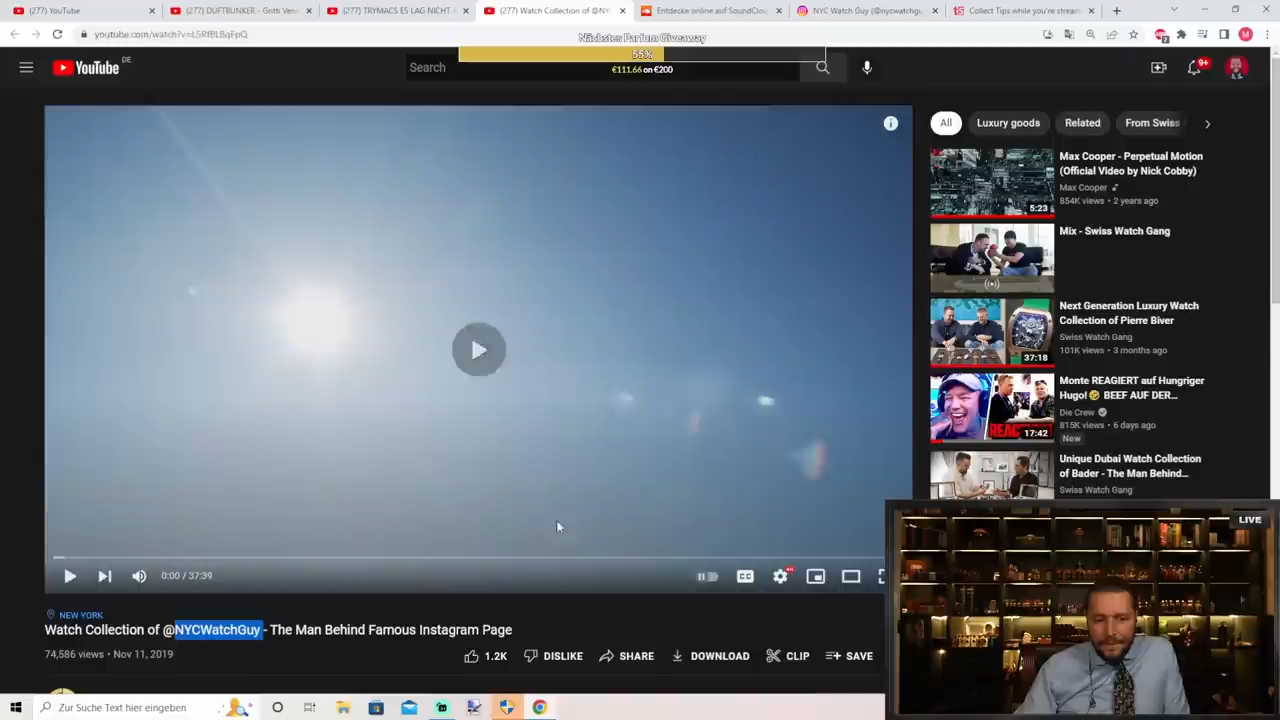 (277) YouTube
(277) DUFTBUNKER - Gritti Ven
(277) TRYMACS ES LAG NICHT
(277) Watch Collection of @NY
Entdecke online auf SoundClou
NYC Watch Guy (@nycwatchgu
Collect Tips while you're stream
youtube.com/watch?v=L5RfBLBqFpQ
Nächstes Parfum Giveaway
55%
€111.66 on €200
YouTube DE
Search
9+
All
Luxury goods
Related
From Swiss
Max Cooper - Perpetual Motion
(Official Video by Nick Cobby)
Max Cooper
854K views • 2 years ago
5:23
Mix - Swiss Watch Gang
Next Generation Luxury Watch
Collection of Pierre Biver
Swiss Watch Gang
101K views • 3 months ago
37:18
Monte REAGIERT auf Hungriger
Hugo!🤣 BEEF AUF DER...
Die Crew
815K views • 6 days ago
New
REACT
17:42
Unique Dubai Watch Collection
of Bader - The Man Behind...
Swiss Watch Gang
0:00 / 37:39
CC
NEW YORK
Watch Collection of @NYCWatchGuy - The Man Behind Famous Instagram Page
74,586 views • Nov 11, 2019
1.2K
DISLIKE
SHARE
DOWNLOAD
CLIP
SAVE
LIVE
Zur Suche Text hier eingeben